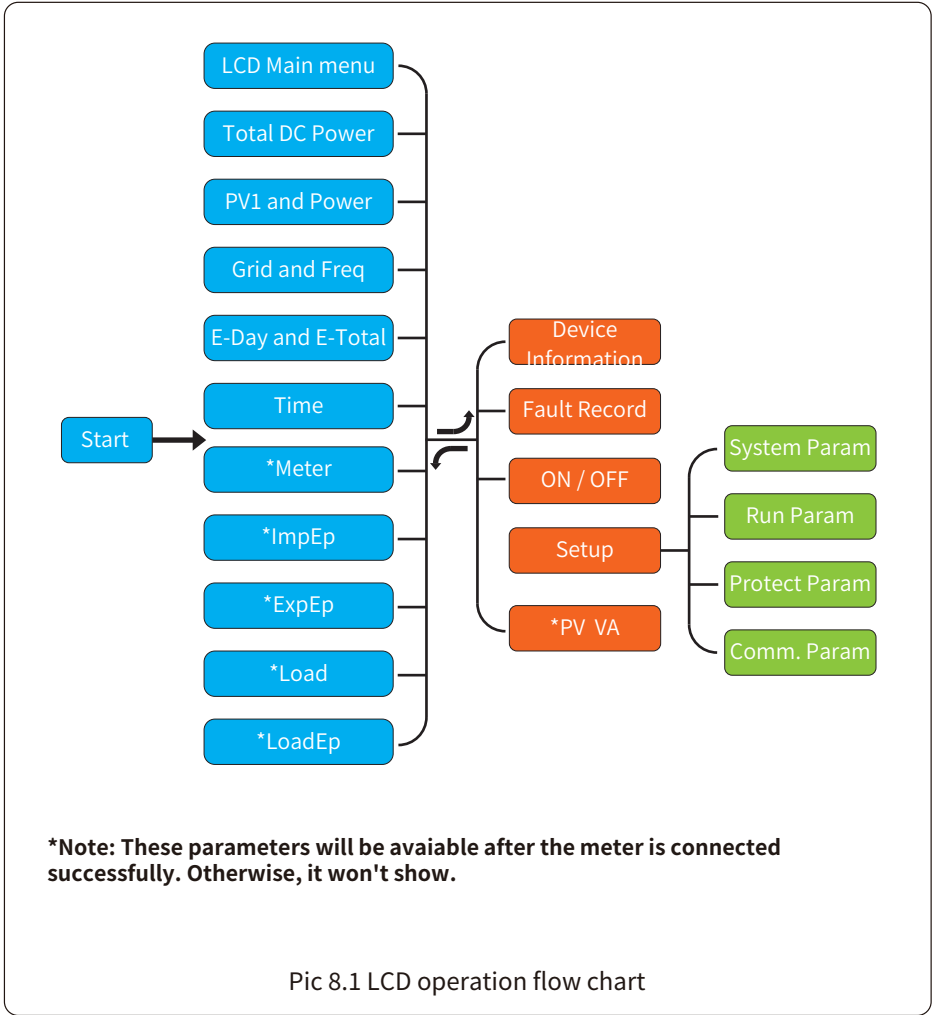 LCD Main menu
Total DC Power
PV1 and Power
Grid and Freq
E-Day and E-Total
Time
Start
*Meter
*ImpEp
*ExpEp
*Load
*LoadEp
Device
Information
Fault Record
ON / OFF
Setup
*PV VA
System Param
Run Param
Protect Param
Comm. Param
*Note: These parameters will be avaiable after the meter is connected
successfully. Otherwise, it won't show.
Pic 8.1 LCD operation flow chart